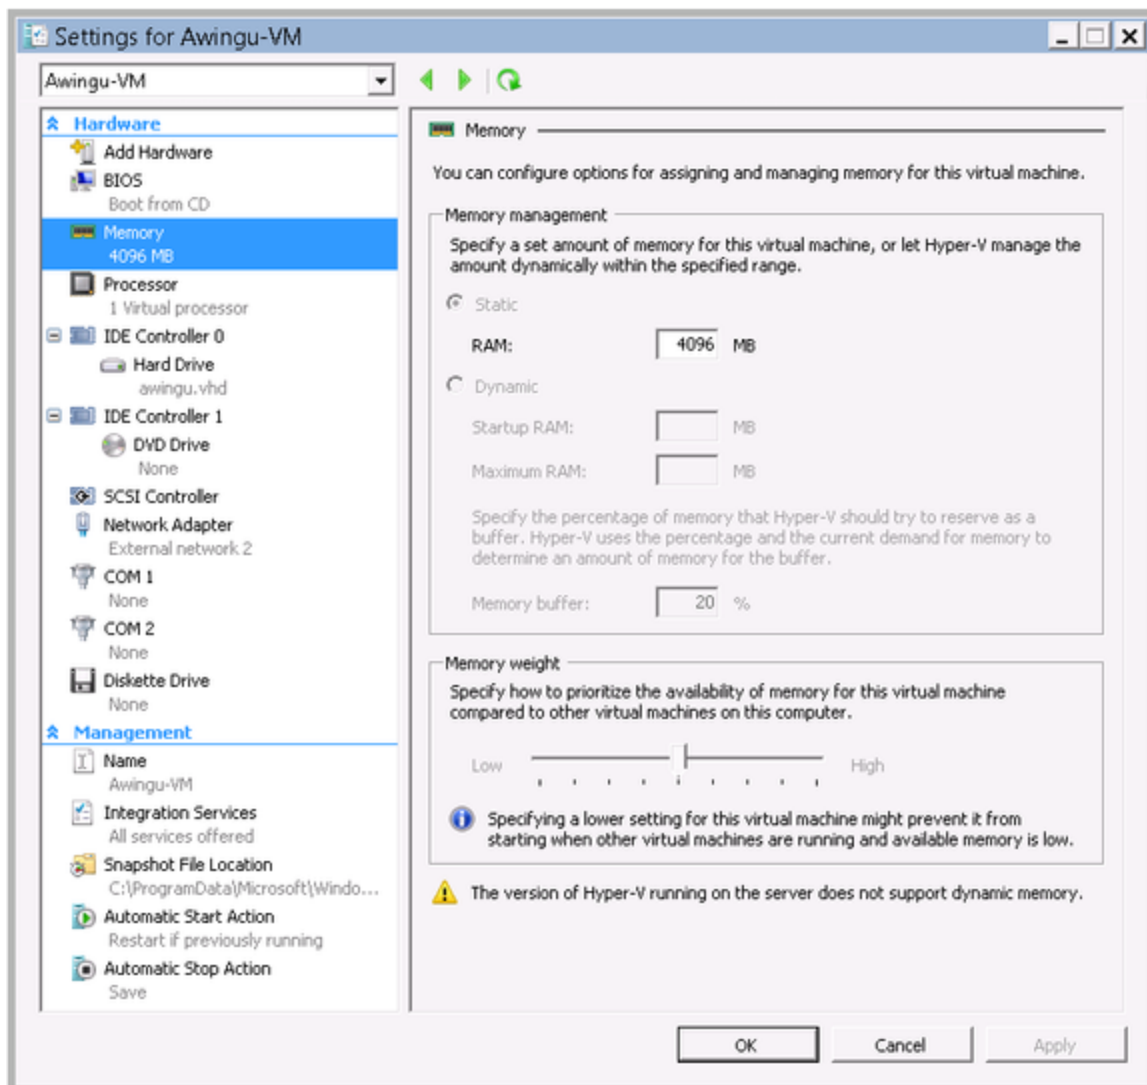 Settings for Awingu-VM
Awingu-VM
Hardware
Add Hardware
BIOS
Boot from CD
Memory
4096 MB
Processor
1 Virtual processor
IDE Controller 0
Hard Drive
awingu.vhd
IDE Controller 1
DVD Drive
None
SCSI Controller
Network Adapter
External network 2
COM 1
None
COM 2
None
Diskette Drive
None
Management
Name
Awingu-VM
Integration Services
All services offered
Snapshot File Location
C:\ProgramData\Microsoft\Windo...
Automatic Start Action
Restart if previously running
Automatic Stop Action
Save
Memory
You can configure options for assigning and managing memory for this virtual machine.
Memory management
Specify a set amount of memory for this virtual machine, or let Hyper-V manage the
amount dynamically within the specified range.
Static
RAM: 4096 MB
Dynamic
Startup RAM: MB
Maximum RAM: MB
Specify the percentage of memory that Hyper-V should try to reserve as a
buffer. Hyper-V uses the percentage and the current demand for memory to
determine an amount of memory for the buffer.
Memory buffer: 20 %
Memory weight
Specify how to prioritize the availability of memory for this virtual machine
compared to other virtual machines on this computer.
Low High
Specifying a lower setting for this virtual machine might prevent it from
starting when other virtual machines are running and available memory is low.
The version of Hyper-V running on the server does not support dynamic memory.
OK Cancel Apply